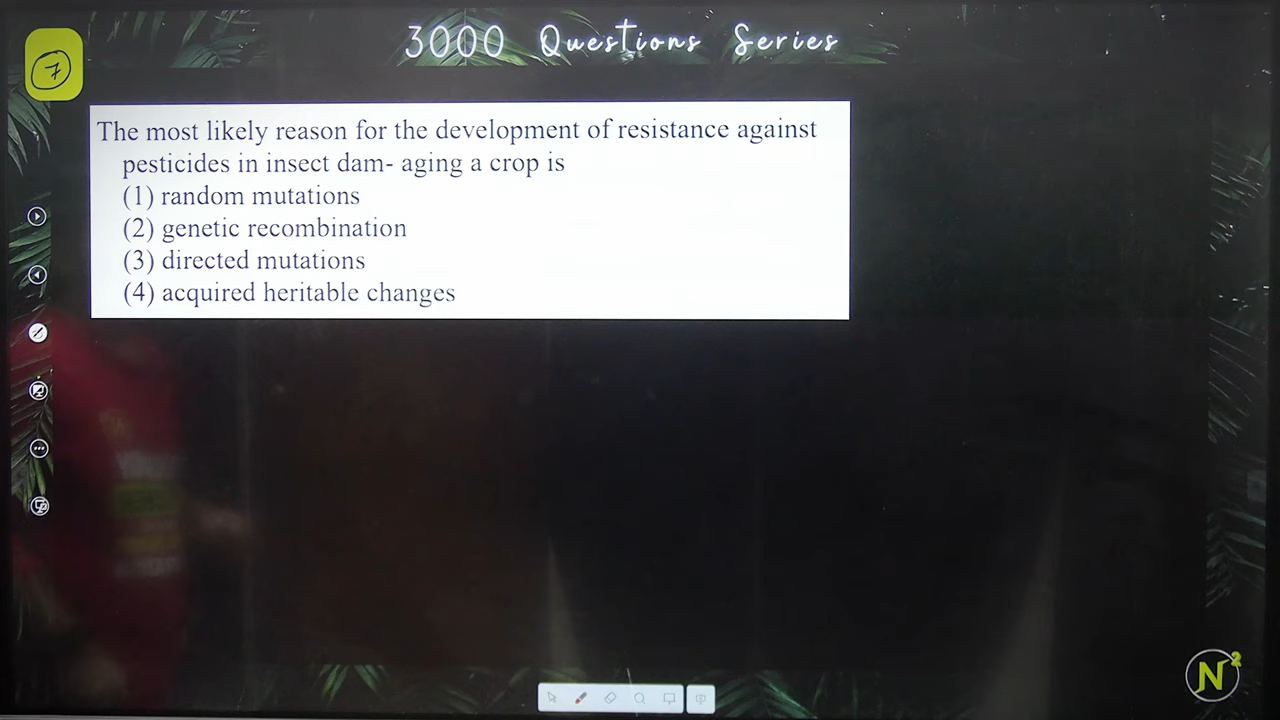 3000 Questions Series
7
The most likely reason for the development of resistance against
pesticides in insect dam- aging a crop is
(1) random mutations
(2) genetic recombination
(3) directed mutations
(4) acquired heritable changes
N2